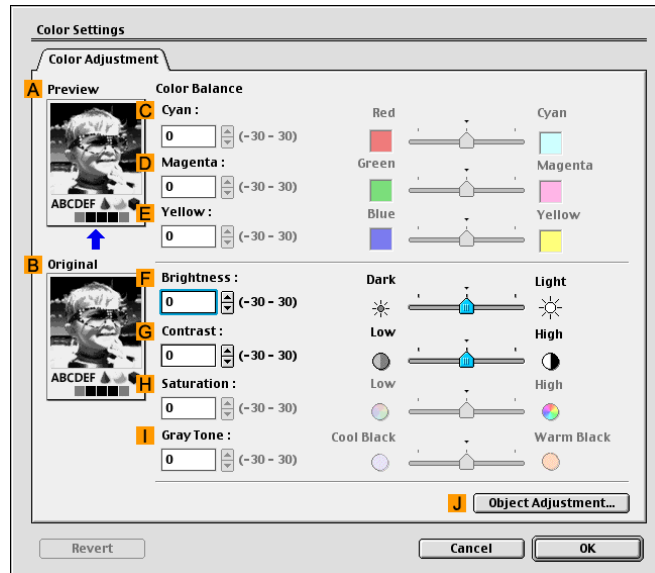 Color Settings
Color Adjustment
A Preview
Color Balance
C Cyan :
Red
Cyan
0 (-30 - 30)
D Magenta :
Green
Magenta
0 (-30 - 30)
ABCDEF
E Yellow :
Blue
Yellow
0 (-30 - 30)
B Original
F Brightness :
Dark
Light
0 (-30 - 30)
G Contrast :
Low
High
0 (-30 - 30)
ABCDEF
H Saturation :
Low
High
0 (-30 - 30)
I Gray Tone :
Cool Black
Warm Black
0 (-30 - 30)
J Object Adjustment...
Revert
Cancel
OK